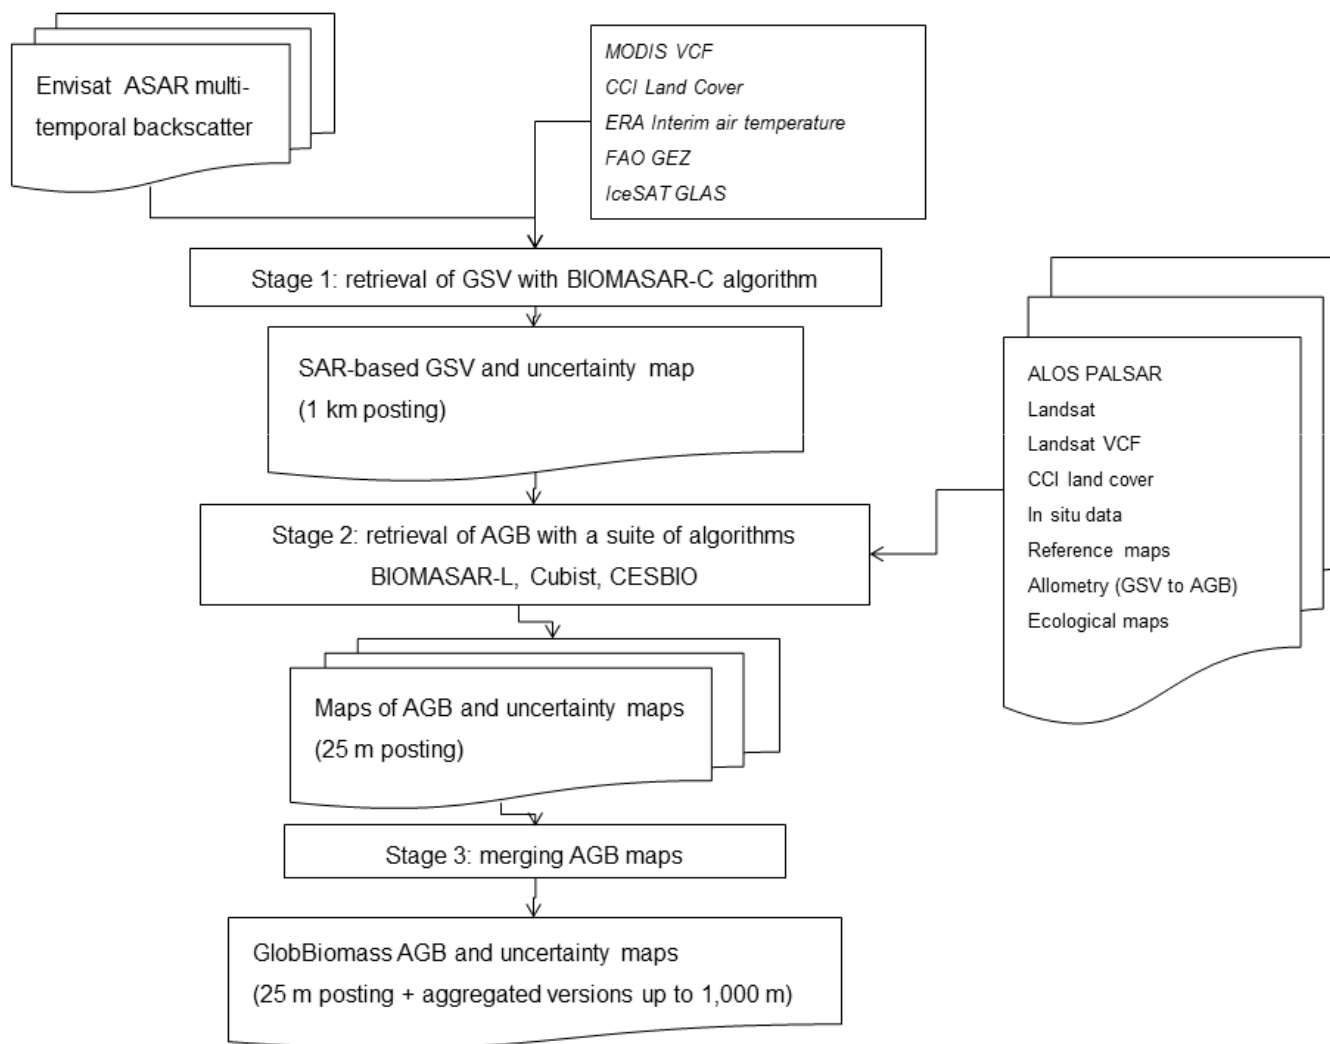 Envisat ASAR multi-
temporal backscatter
MODIS VCF
CCI Land Cover
ERA Interim air temperature
FAO GEZ
IceSAT GLAS
Stage 1: retrieval of GSV with BIOMASAR-C algorithm
SAR-based GSV and uncertainty map
(1 km posting)
ALOS PALSAR
Landsat
Landsat VCF
CCI land cover
In situ data
Reference maps
Allometry (GSV to AGB)
Ecological maps
Stage 2: retrieval of AGB with a suite of algorithms
BIOMASAR-L, Cubist, CESBIO
Maps of AGB and uncertainty maps
(25 m posting)
Stage 3: merging AGB maps
GlobBiomass AGB and uncertainty maps
(25 m posting + aggregated versions up to 1,000 m)